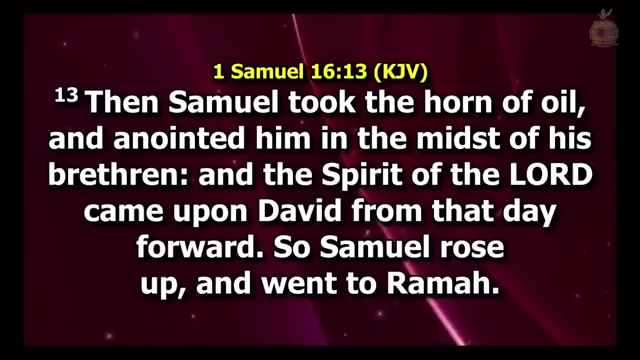 1 Samuel 16:13 (KJV)
13 Then Samuel took the horn of oil,
and anointed him in the midst of his
brethren: and the Spirit of the LORD
came upon David from that day
forward. So Samuel rose
up, and went to Ramah.